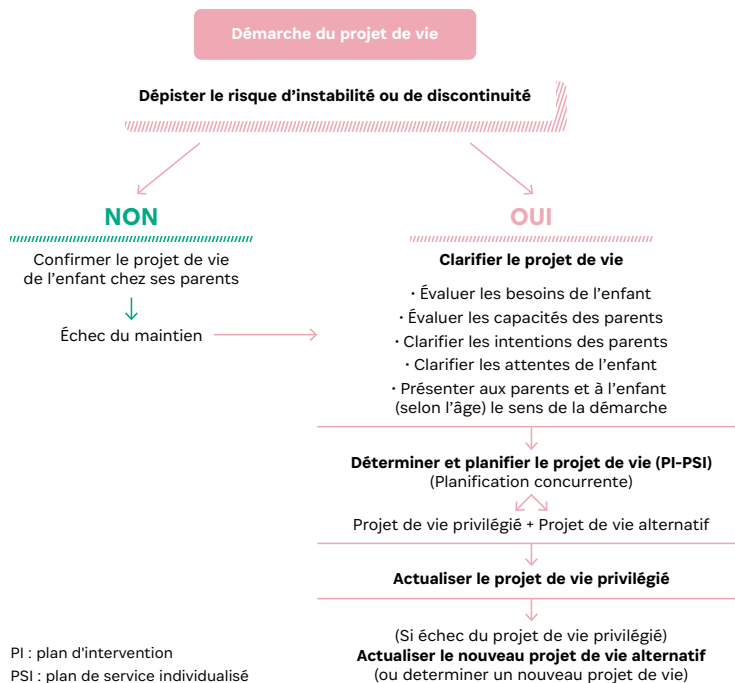 Démarche du projet de vie
Dépister le risque d'instabilité ou de discontinuité
NON
Confirmer le projet de vie
de l'enfant chez ses parents
Échec du maintien
OUI
Clarifier le projet de vie
· Évaluer les besoins de l'enfant
· Évaluer les capacités des parents
· Clarifier les intentions des parents
· Clarifier les attentes de l'enfant
· Présenter aux parents et à l'enfant
(selon l'âge) le sens de la démarche
Déterminer et planifier le projet de vie (PI-PSI)
(Planification concurrente)
Projet de vie privilégié + Projet de vie alternatif
Actualiser le projet de vie privilégié
(Si échec du projet de vie privilégié)
Actualiser le nouveau projet de vie alternatif
(ou determiner un nouveau projet de vie)
PI : plan d'intervention
PSI : plan de service individualisé